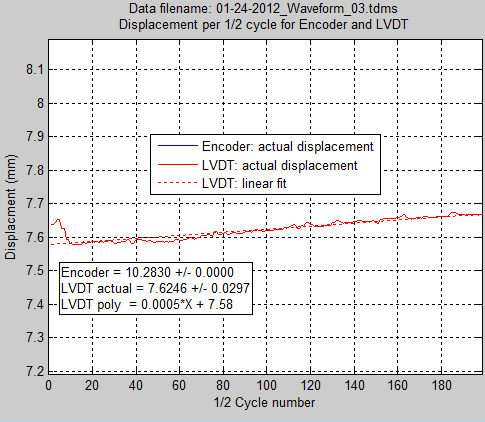 Data filename: 01-24-2012_Waveform_03.tdms
Displacement per 1/2 cycle for Encoder and LVDT
Displacment (mm)
8.1
8
7.9
7.8
7.7
7.6
7.5
7.4
7.3
7.2
Encoder: actual displacement
LVDT: actual displacement
LVDT: linear fit
Encoder = 10.2830 +/- 0.0000
LVDT actual = 7.6246 +/- 0.0297
LVDT poly = 0.0005*X + 7.58
0 20 40 60 80 100 120 140 160 180
1/2 Cycle number